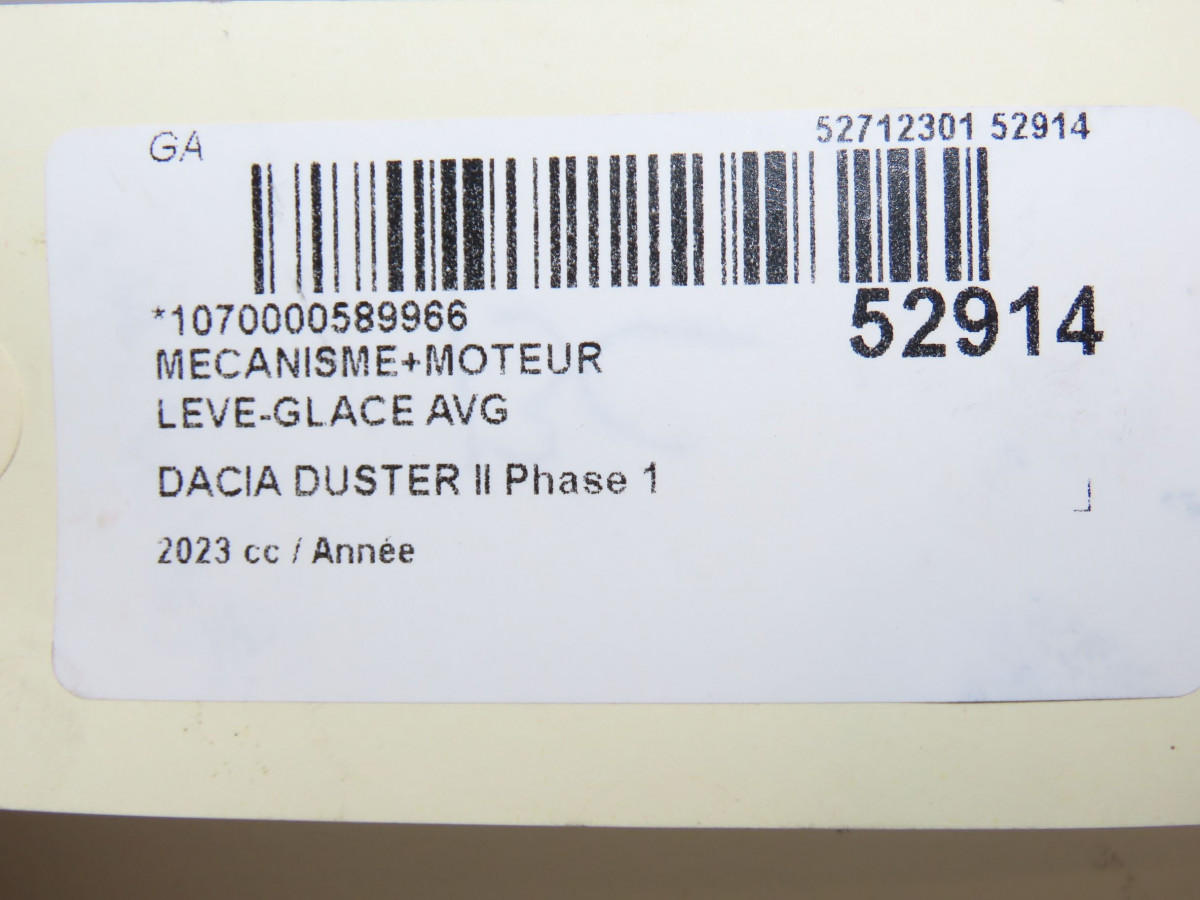 GA
52712301 52914
*1070000589966
52914
MECANISME+MOTEUR
LEVE-GLACE AVG
DACIA DUSTER II Phase 1
2023 cc / Année